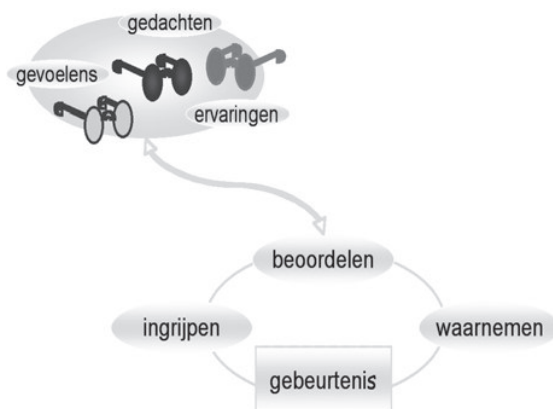 gedachten
gevoelens
ervaringen
beoordelen
ingrijpen
waarnemen
gebeurtenis